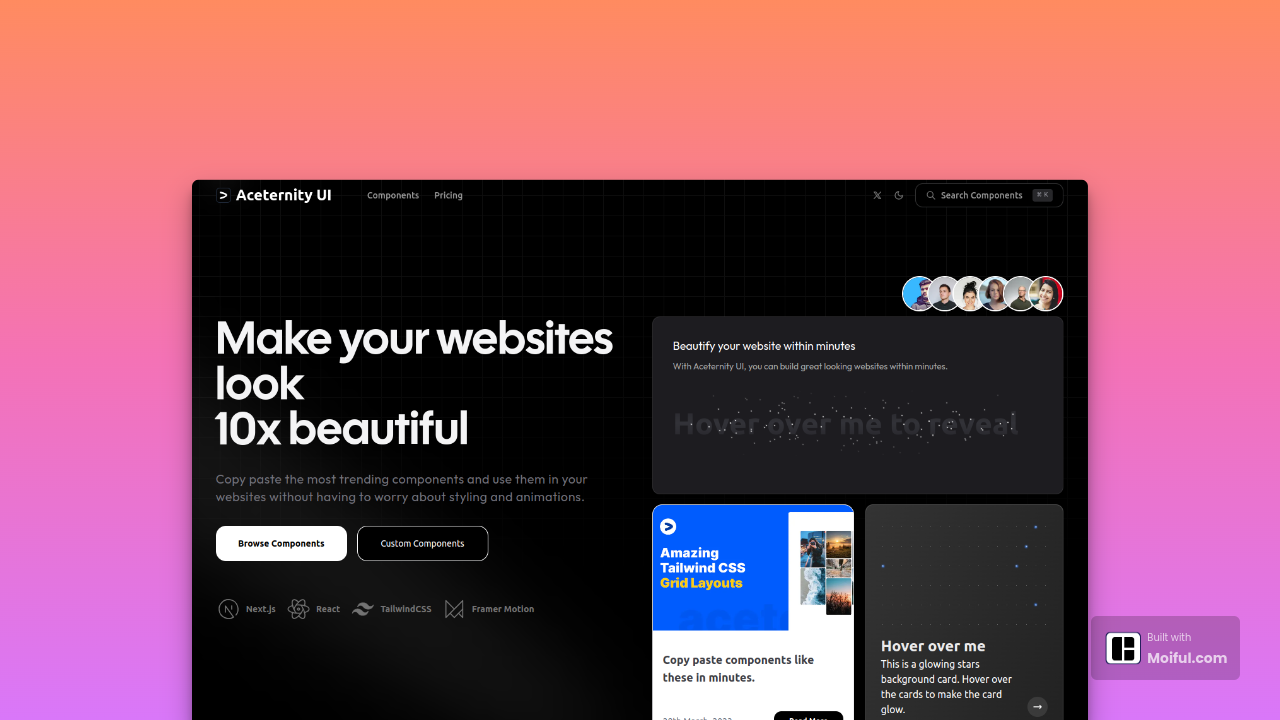 Aceternity UI
Components
Pricing
Search Components
⌘ K
Make your websites
look
10x beautiful
Copy paste the most trending components and use them in your
websites without having to worry about styling and animations.
Browse Components
Custom Components
Next.js
React
TailwindCSS
Framer Motion
Beautify your website within minutes
With Aceternity UI, you can build great looking websites within minutes.
Hover over me to reveal
Amazing
Tailwind CSS
Grid Layouts
Copy paste components like
these in minutes.
Read More
Hover over me
This is a glowing stars
background card. Hover over
the cards to make the card
glow.
Built with
Moiful.com